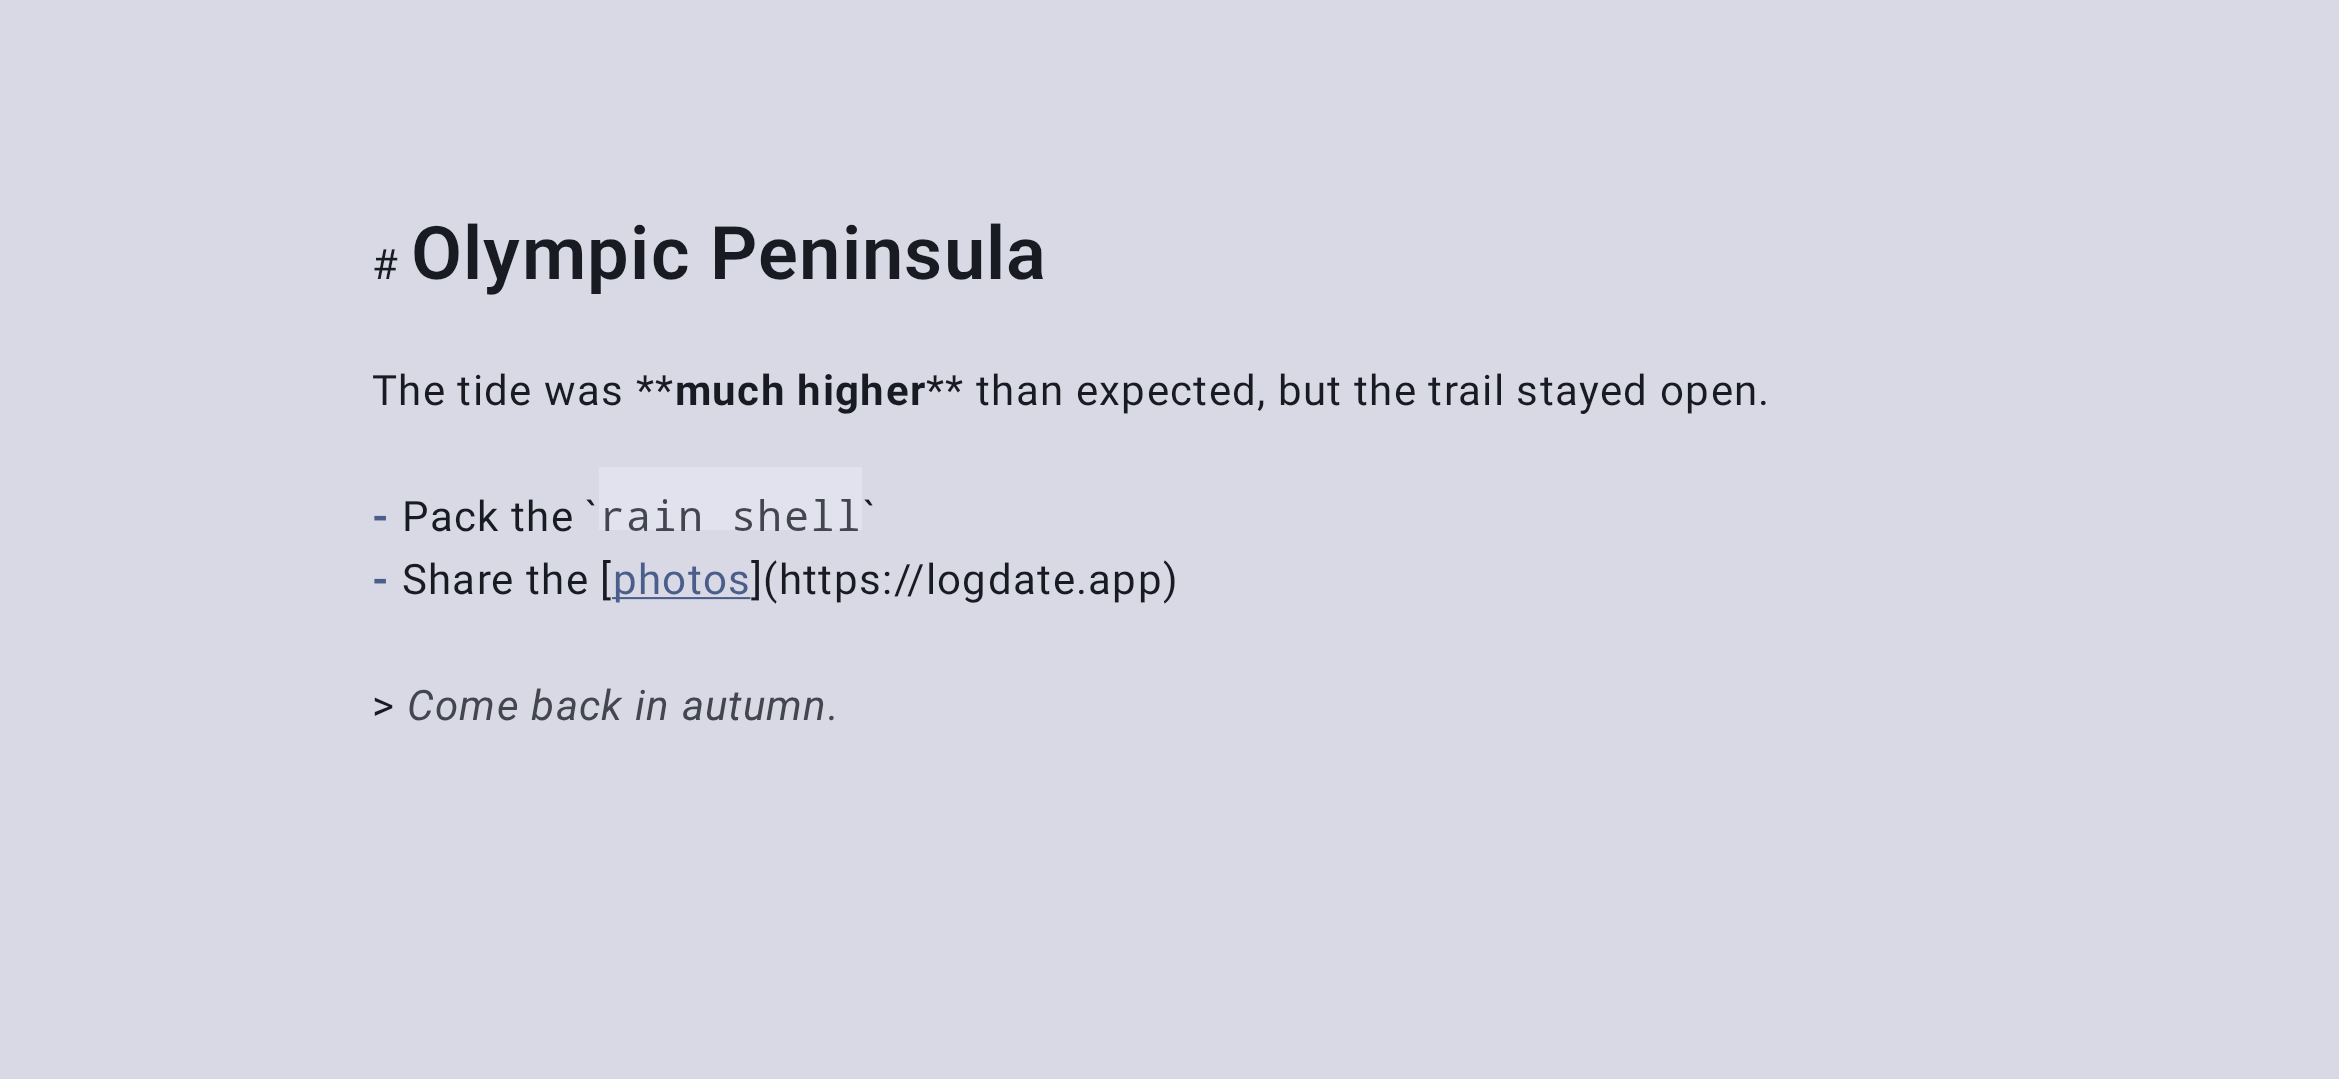 # Olympic Peninsula
The tide was **much higher** than expected, but the trail stayed open.
- Pack the `rain shell`
- Share the [photos](https://logdate.app)
> Come back in autumn.